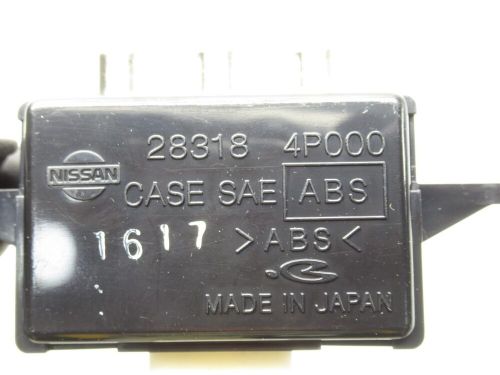 28318 4P000
NISSAN
CASE SAE ABS
1617 >ABS<
MADE IN JAPAN